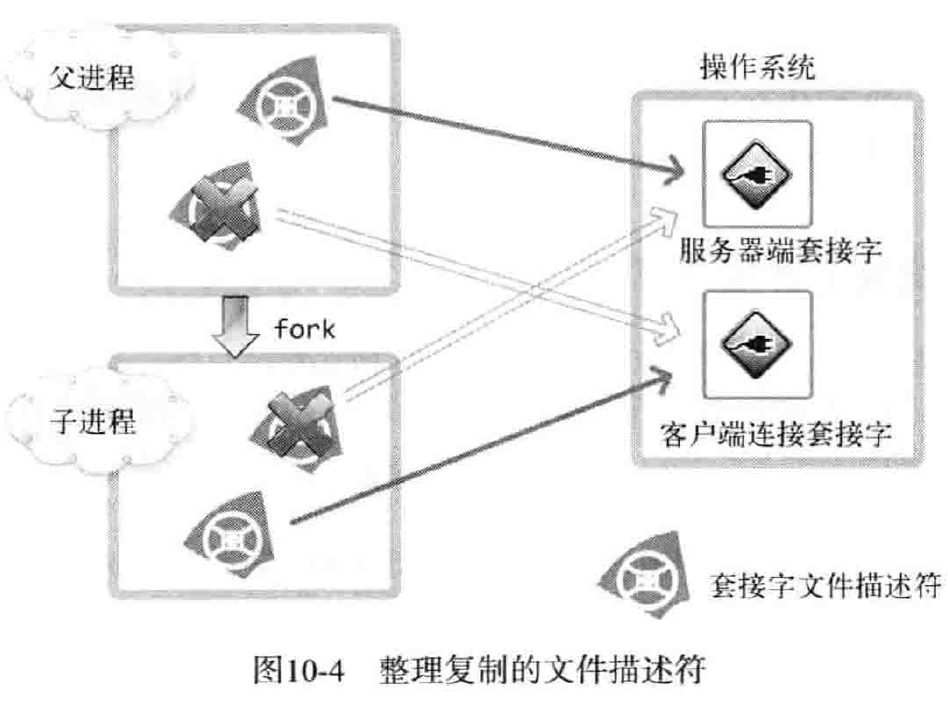 父进程
操作系统
服务器端套接字
fork
子进程
客户端连接套接字
套接字文件描述符
图10-4 整理复制的文件描述符